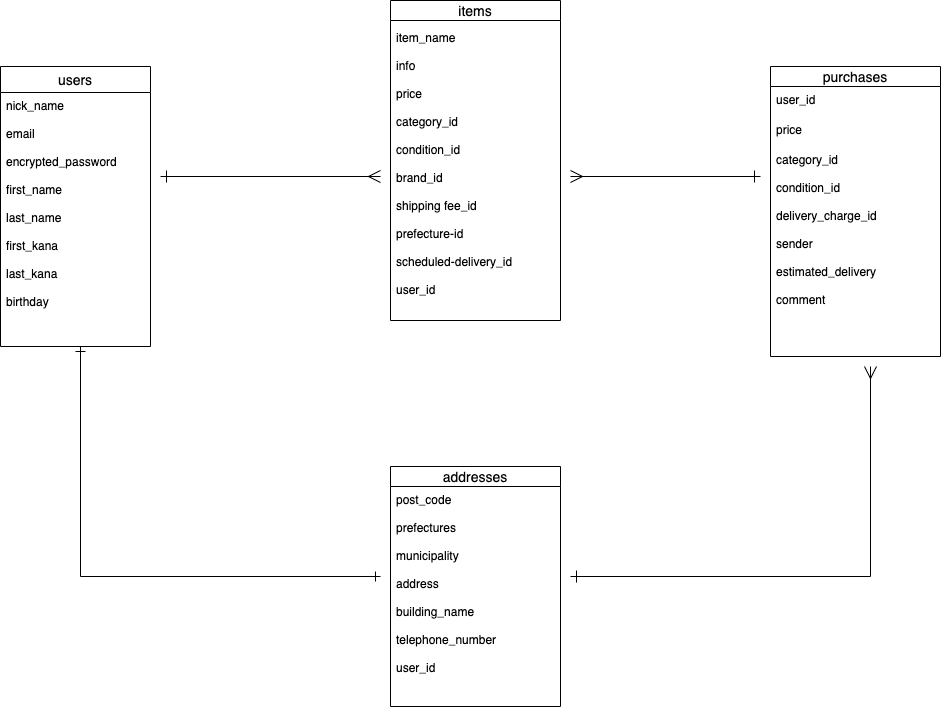 users
nick_name
email
encrypted_password
first_name
last_name
first_kana
last_kana
birthday
items
item_name
info
price
category_id
condition_id
brand_id
shipping fee_id
prefecture-id
scheduled-delivery_id
user_id
purchases
user_id
price
category_id
condition_id
delivery_charge_id
sender
estimated_delivery
comment
addresses
post_code
prefectures
municipality
address
building_name
telephone_number
user_id